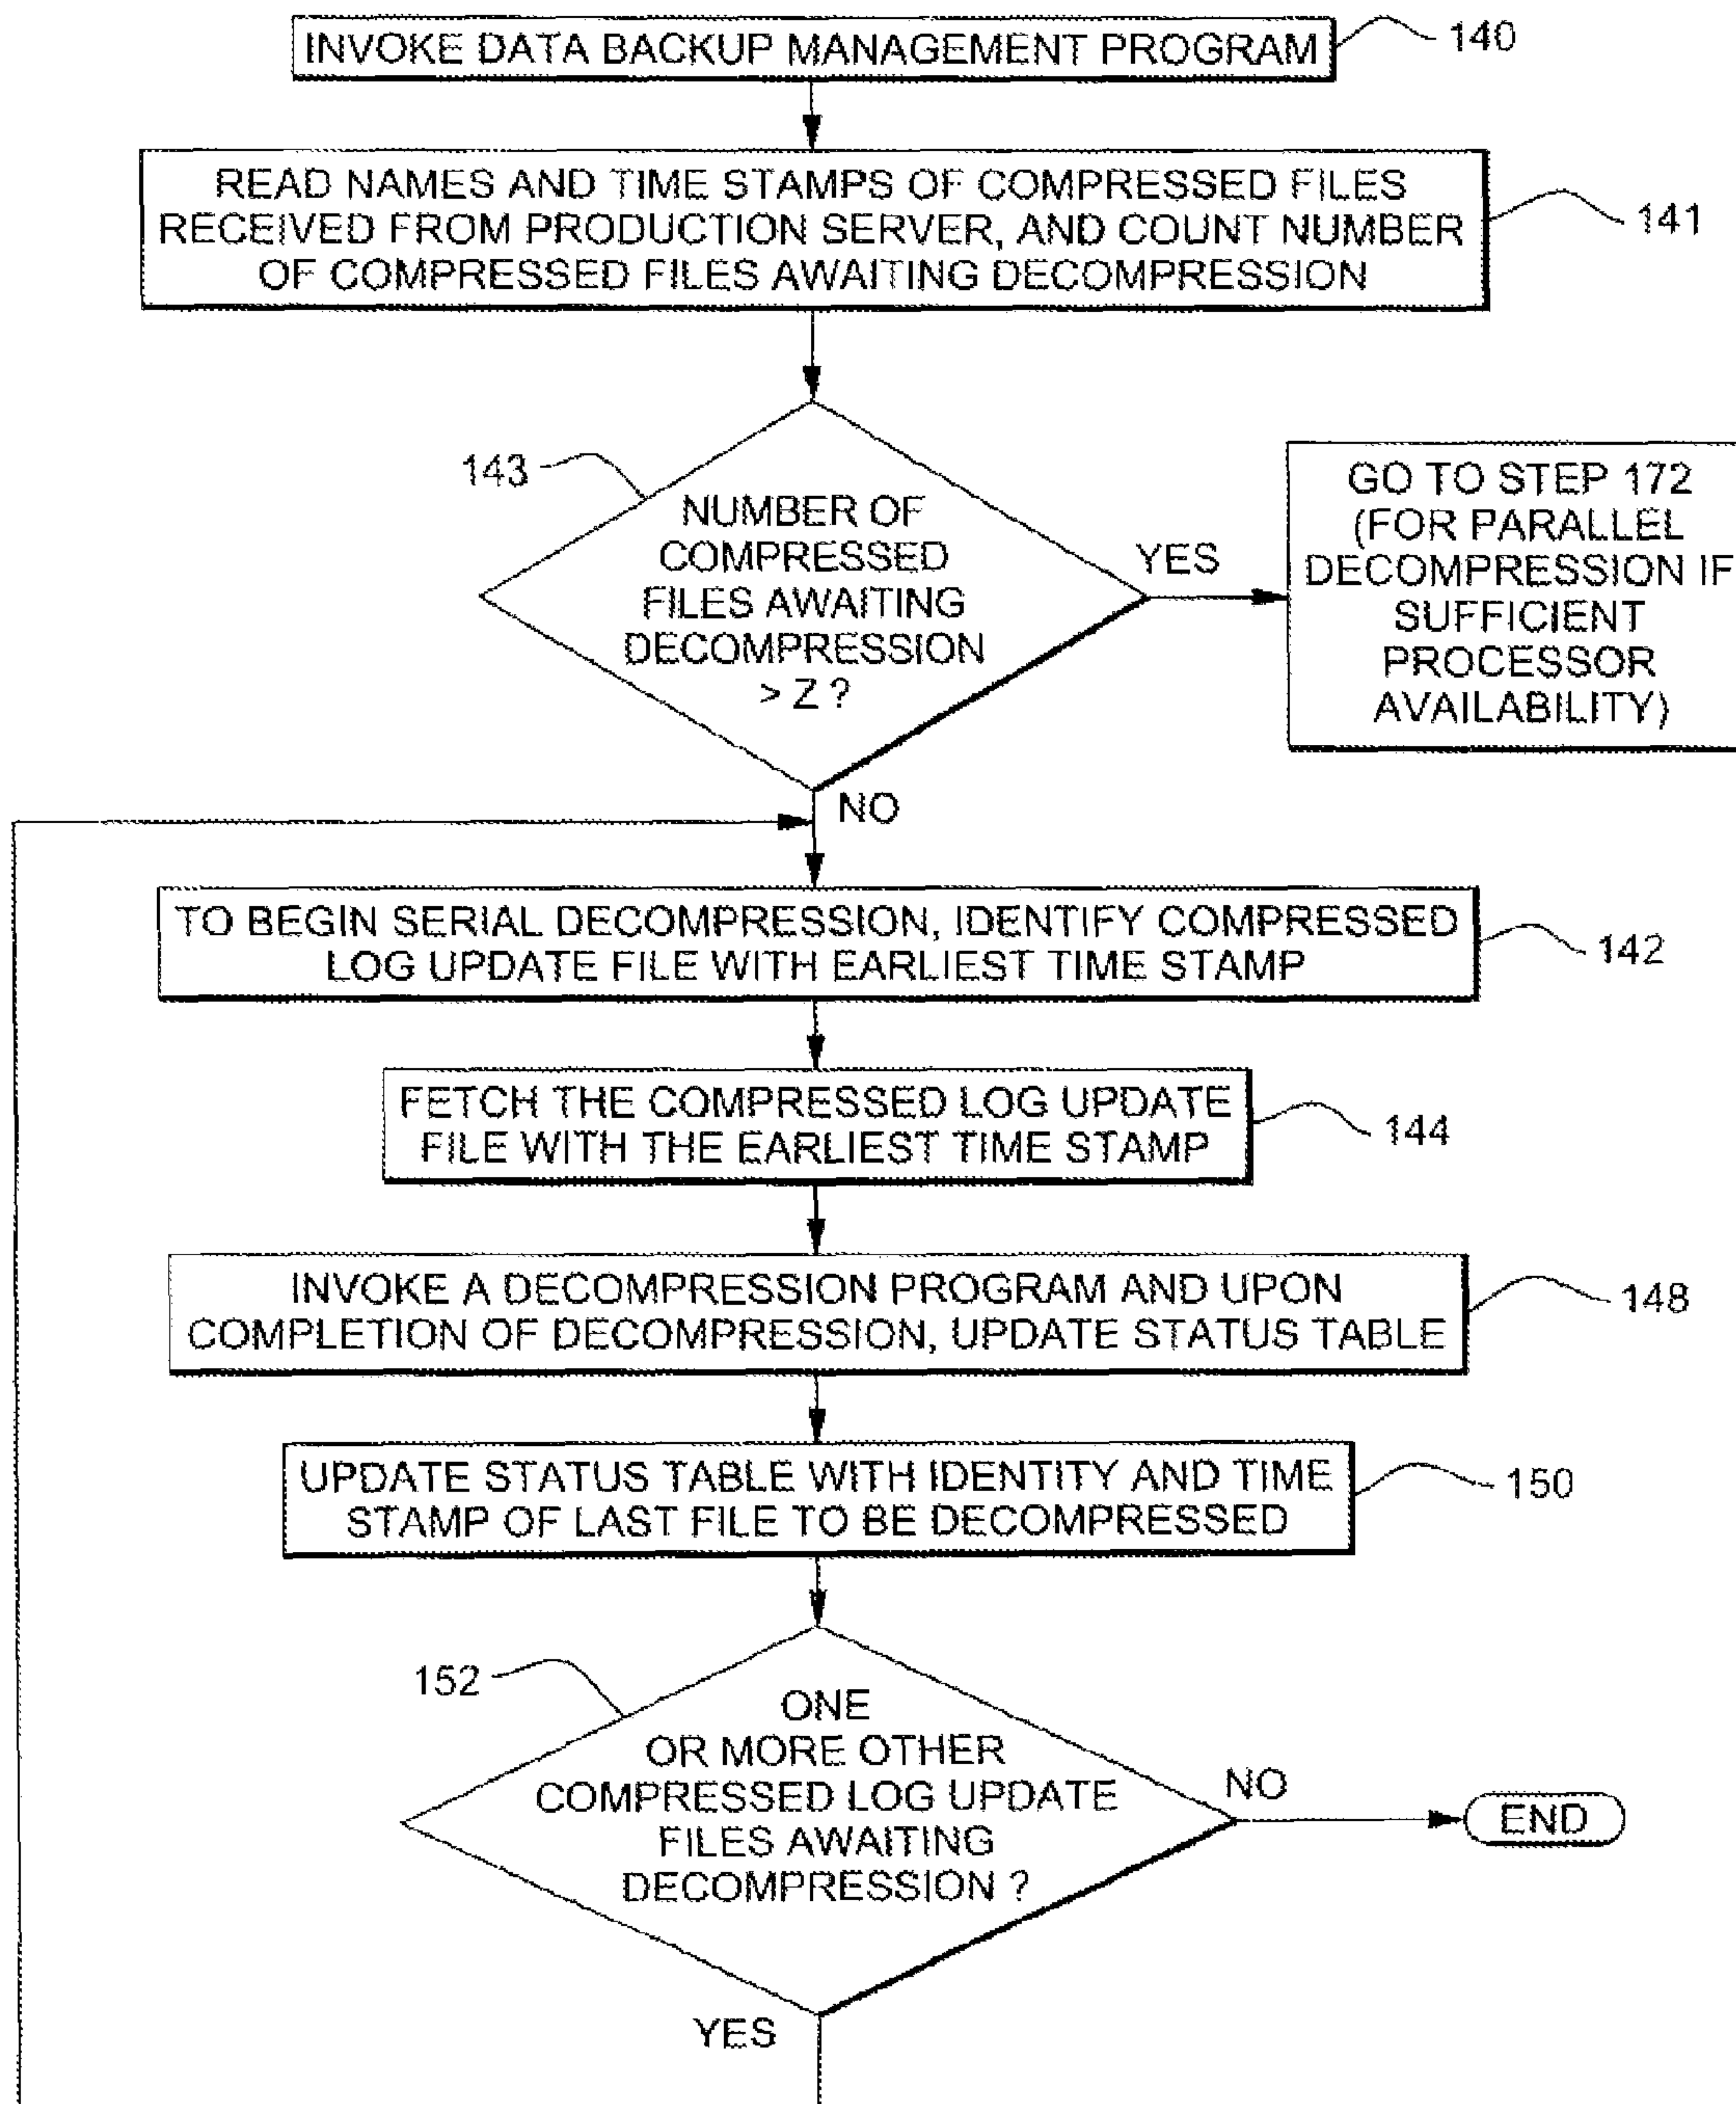 INVOKE DATA BACKUP MANAGEMENT PROGRAM
140
READ NAMES AND TIME STAMPS OF COMPRESSED FILES
RECEIVED FROM PRODUCTION SERVER, AND COUNT NUMBER
OF COMPRESSED FILES AWAITING DECOMPRESSION
141
143
NUMBER OF
COMPRESSED
FILES AWAITING
DECOMPRESSION
> Z ?
YES
GO TO STEP 172
(FOR PARALLEL
DECOMPRESSION IF
SUFFICIENT
PROCESSOR
AVAILABILITY)
NO
TO BEGIN SERIAL DECOMPRESSION, IDENTIFY COMPRESSED
LOG UPDATE FILE WITH EARLIEST TIME STAMP
142
FETCH THE COMPRESSED LOG UPDATE
FILE WITH THE EARLIEST TIME STAMP
144
INVOKE A DECOMPRESSION PROGRAM AND UPON
COMPLETION OF DECOMPRESSION, UPDATE STATUS TABLE
148
UPDATE STATUS TABLE WITH IDENTITY AND TIME
STAMP OF LAST FILE TO BE DECOMPRESSED
150
152
ONE
OR MORE OTHER
COMPRESSED LOG UPDATE
FILES AWAITING
DECOMPRESSION ?
NO
END
YES